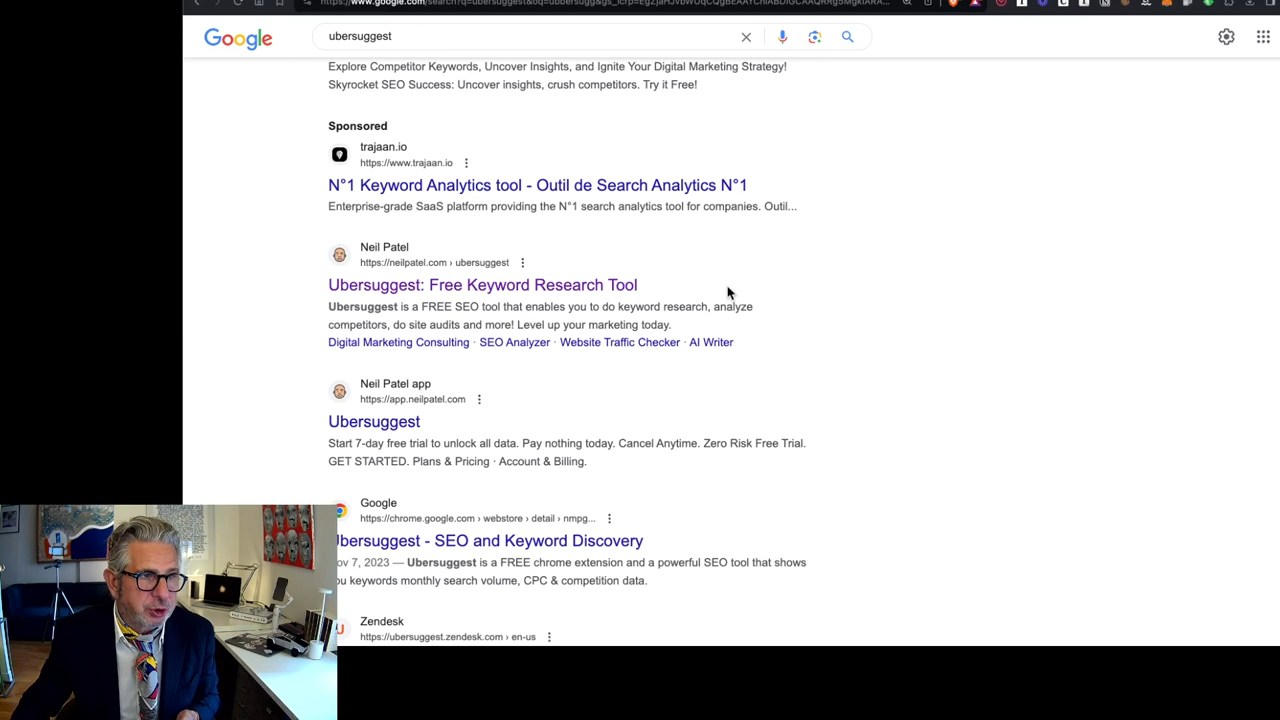 Google
ubersuggest
Explore Competitor Keywords, Uncover Insights, and Ignite Your Digital Marketing Strategy!
Skyrocket SEO Success: Uncover insights, crush competitors. Try it Free!
Sponsored
trajaan.io
https://www.trajaan.io
N°1 Keyword Analytics tool - Outil de Search Analytics N°1
Enterprise-grade SaaS platform providing the N°1 search analytics tool for companies. Outil...
Neil Patel
https://neilpatel.com › ubersuggest
Ubersuggest: Free Keyword Research Tool
Ubersuggest is a FREE SEO tool that enables you to do keyword research, analyze
competitors, do site audits and more! Level up your marketing today.
Digital Marketing Consulting · SEO Analyzer · Website Traffic Checker · AI Writer
Neil Patel app
https://app.neilpatel.com
Ubersuggest
Start 7-day free trial to unlock all data. Pay nothing today. Cancel Anytime. Zero Risk Free Trial.
GET STARTED. Plans & Pricing · Account & Billing.
Google
https://chrome.google.com › webstore › detail › nmpg...
bersuggest - SEO and Keyword Discovery
ov 7, 2023 — Ubersuggest is a FREE chrome extension and a powerful SEO tool that shows
ou keywords monthly search volume, CPC & competition data.
Zendesk
https://ubersuggest.zendesk.com › en-us